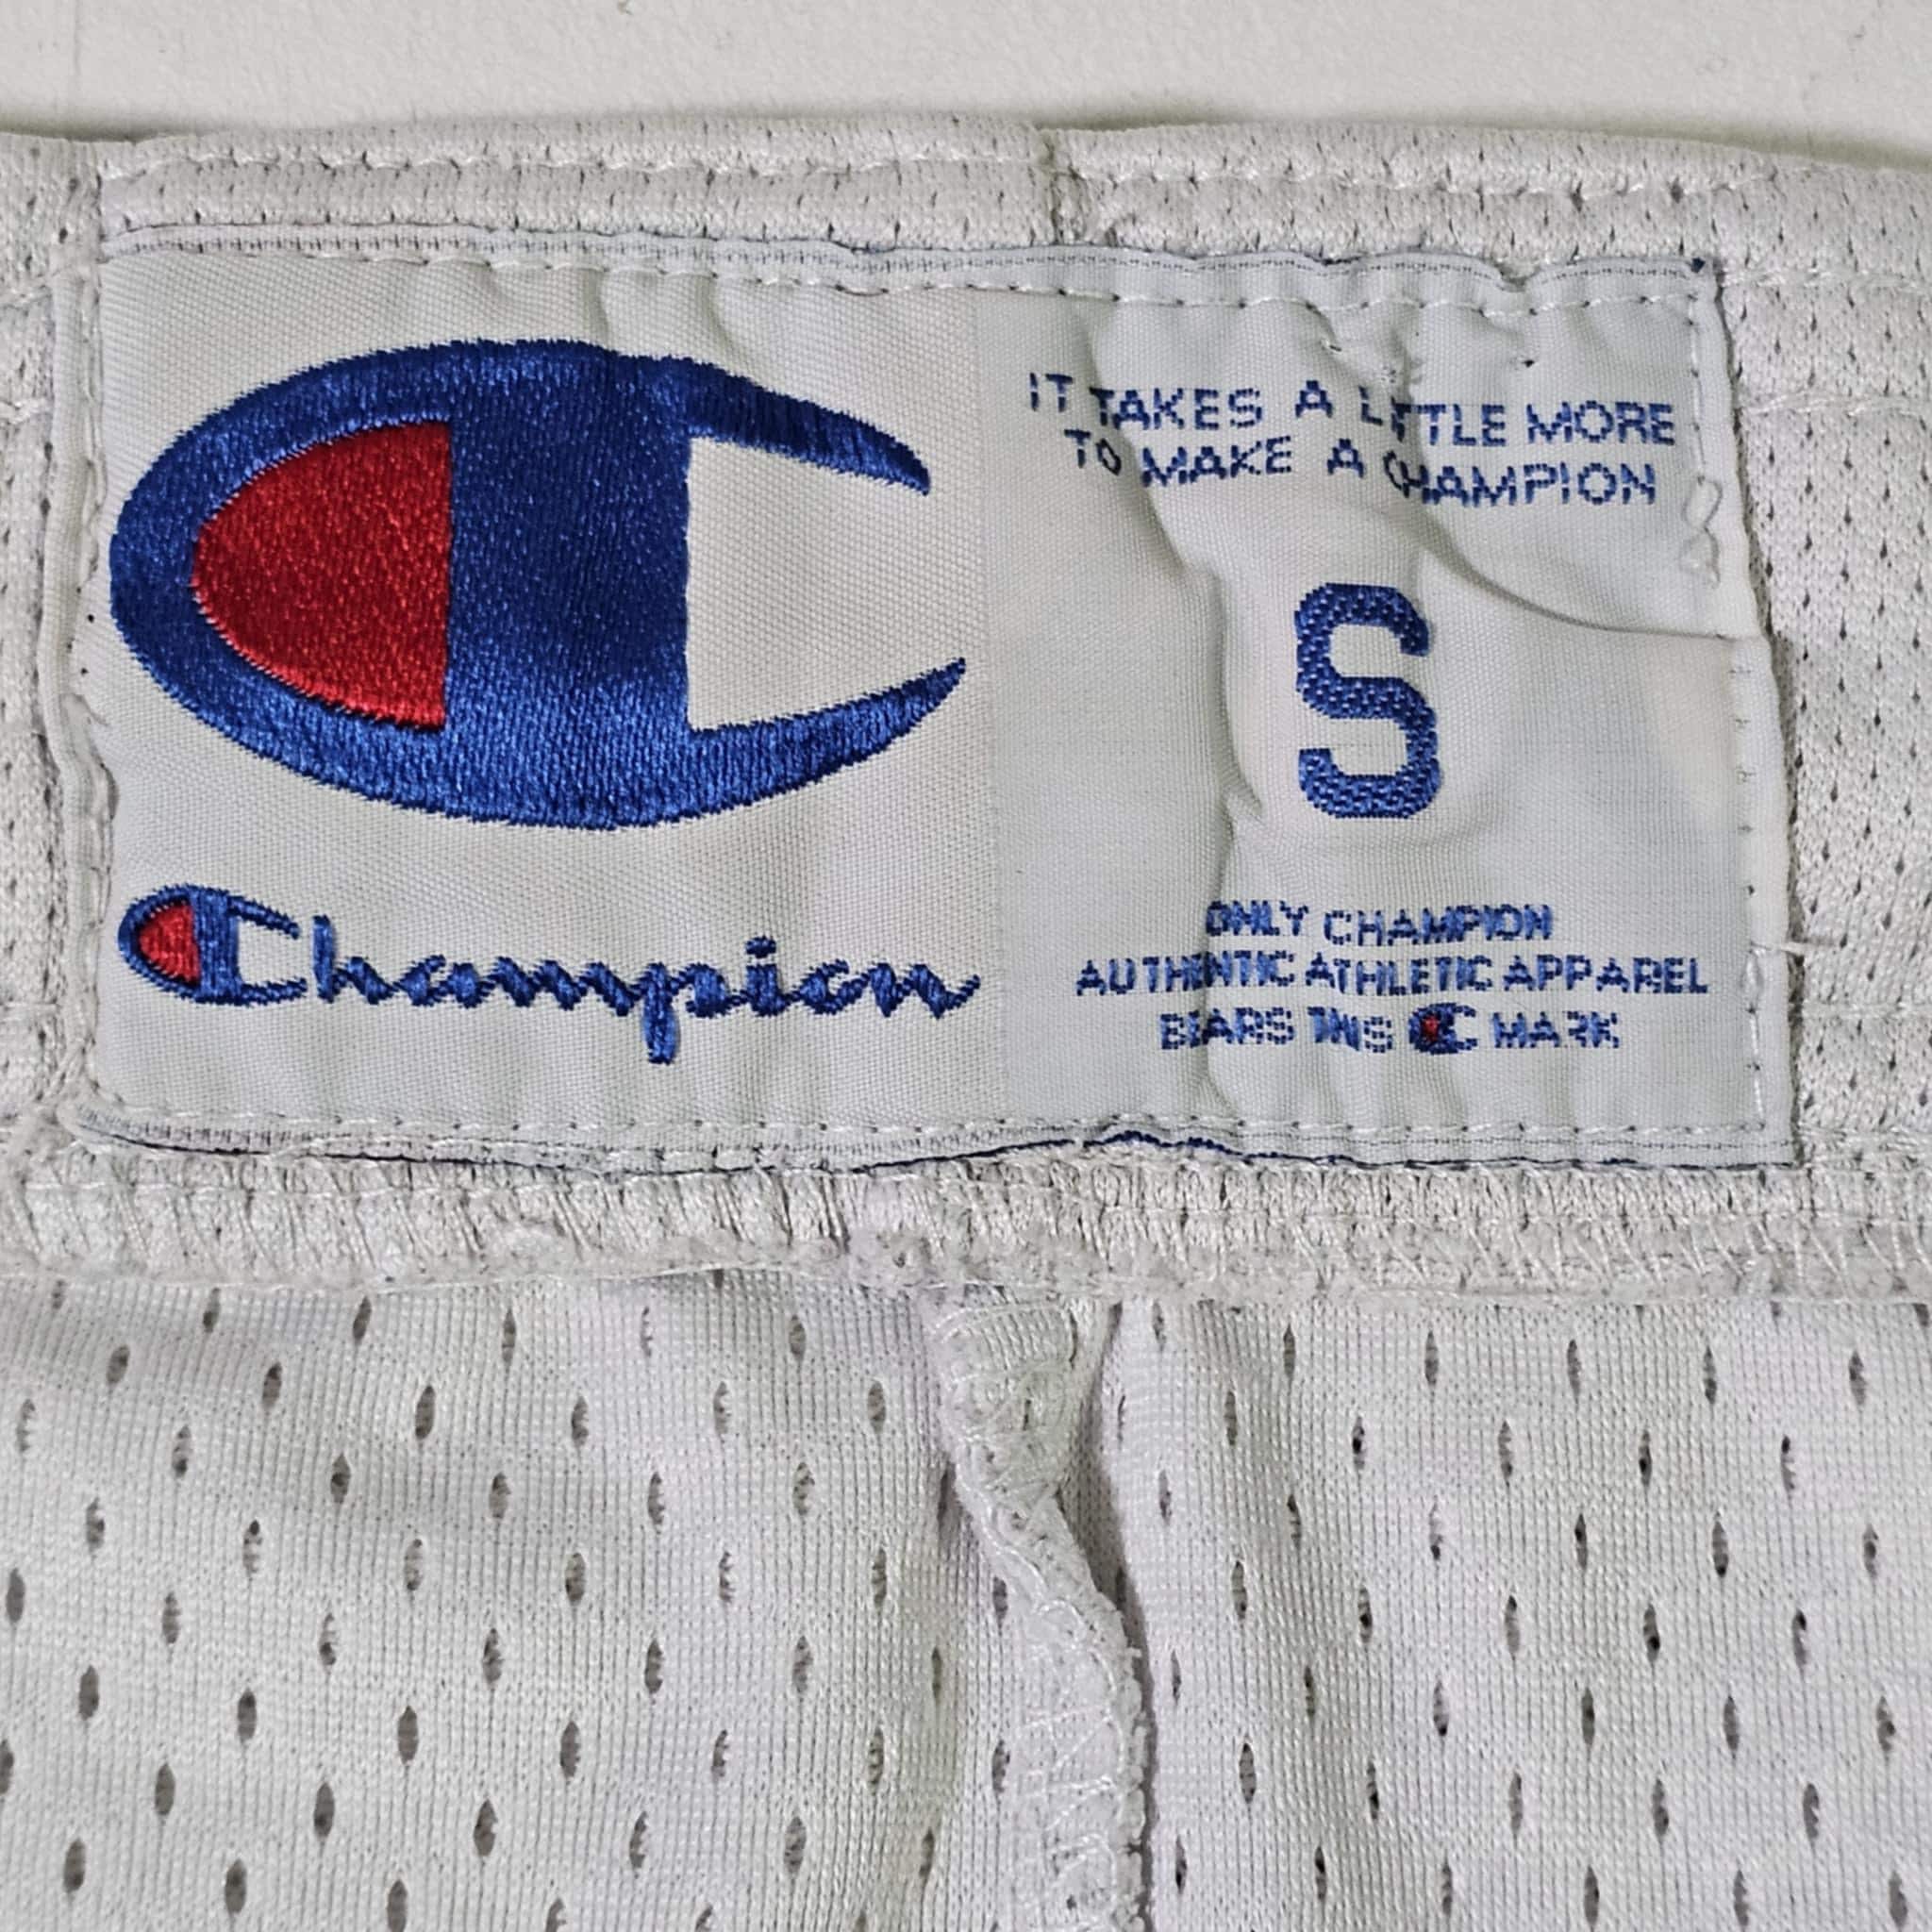 Champion
IT TAKES A LITTLE MORE
TO MAKE A CHAMPION
S
ONLY CHAMPION
AUTHENTIC ATHLETIC APPAREL
BEARS THIS C MARK